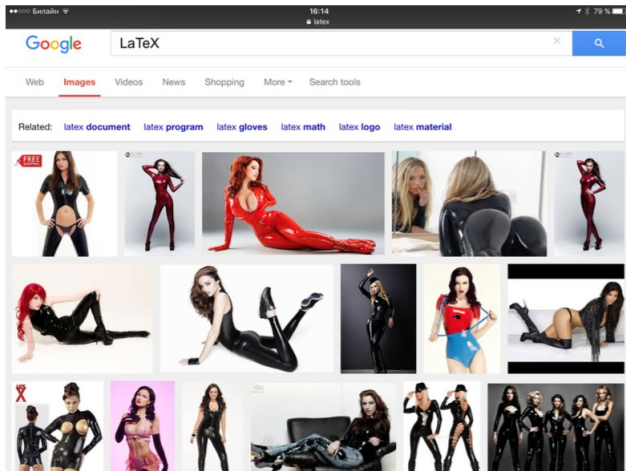 ●●○○○ Билайн 16:14 79 %
latex
Google LaTeX
Web Images Videos News Shopping More Search tools
Related: latex document latex program latex gloves latex math latex logo latex material
FREE